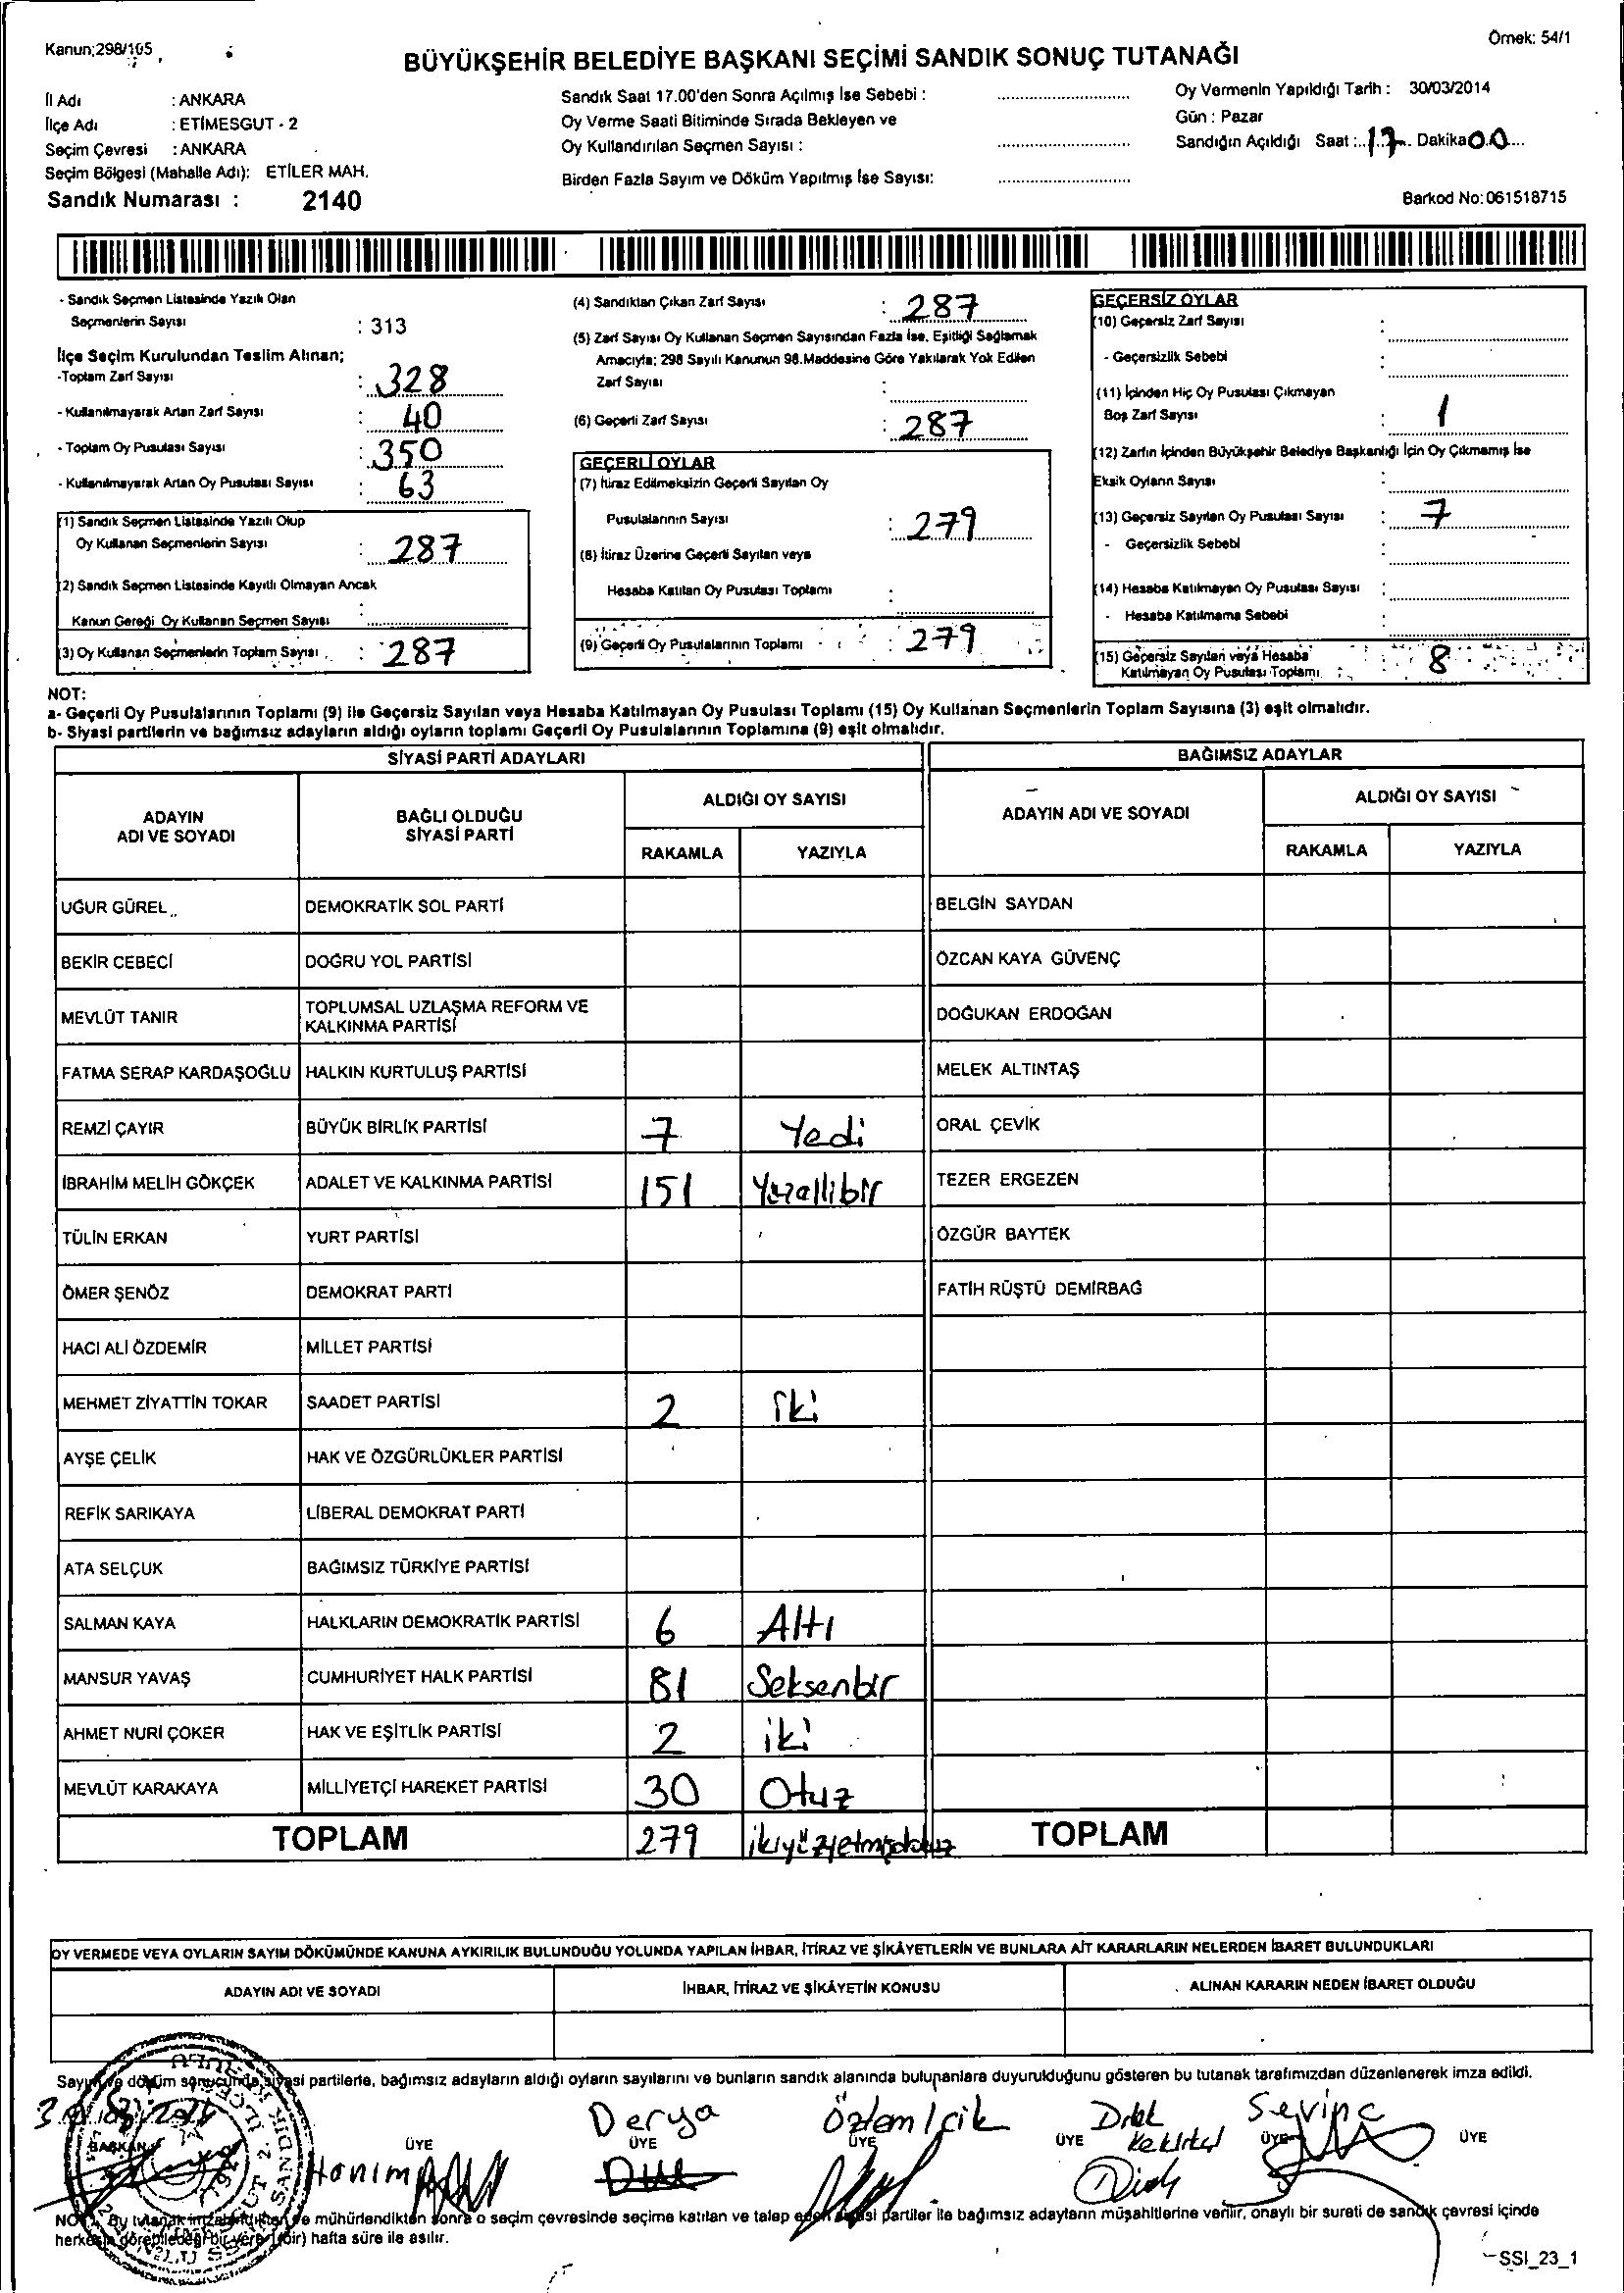 Kanun;298/105
Örnek: 54/1
BÜYÜKŞEHİR BELEDİYE BAŞKANI SEÇİMİ SANDIK SONUÇ TUTANAĞI
İl Adı : ANKARA
İlçe Adı : ETİMESGUT - 2
Seçim Çevresi : ANKARA
Seçim Bölgesi (Mahalle Adı): ETİLER MAH.
Sandık Numarası : 2140
Sandık Saat 17.00'den Sonra Açılmış İse Sebebi :
Oy Verme Saati Bitiminde Sırada Bekleyen ve
Oy Kullandırılan Seçmen Sayısı :
Birden Fazla Sayım ve Döküm Yapılmış İse Sayısı:
Oy Vermenin Yapıldığı Tarih : 30/03/2014
Gün : Pazar
Sandığın Açıldığı Saat : 17 Dakika 00
Barkod No: 061518715
- Sandık Seçmen Listesinde Yazılı Olan
Seçmenlerin Sayısı : 313
İlçe Seçim Kurulundan Teslim Alınan;
-Toplam Zarf Sayısı : 328
- Kullanılmayarak Artan Zarf Sayısı : 40
- Toplam Oy Pusulası Sayısı : 350
- Kullanılmayarak Artan Oy Pusulası Sayısı : 63
(1) Sandık Seçmen Listesinde Yazılı Olup
Oy Kullanan Seçmenlerin Sayısı : 287
(2) Sandık Seçmen Listesinde Kayıtlı Olmayan Ancak
Kanun Gereği Oy Kullanan Seçmen Sayısı :
(3) Oy Kullanan Seçmenlerin Toplam Sayısı : 287
(4) Sandıktan Çıkan Zarf Sayısı : 287
(5) Zarf Sayısı Oy Kullanan Seçmen Sayısından Fazla İse, Eşitliği Sağlamak
Amacıyla; 298 Sayılı Kanunun 98.Maddesine Göre Yakılarak Yok Edilen
Zarf Sayısı :
(6) Geçerli Zarf Sayısı : 287
GEÇERLİ OYLAR
(7) İtiraz Edilmeksizin Geçerli Sayılan Oy
Pusulalarının Sayısı : 279
(8) İtiraz Üzerine Geçerli Sayılan veya
Hesaba Katılan Oy Pusulası Toplamı :
(9) Geçerli Oy Pusulalarının Toplamı : 279
GEÇERSİZ OYLAR
(10) Geçersiz Zarf Sayısı :
- Geçersizlik Sebebi :
(11) İçinden Hiç Oy Pusulası Çıkmayan
Boş Zarf Sayısı : 1
(12) Zarfın İçinden Büyükşehir Belediye Başkanlığı İçin Oy Çıkmamış İse
Eksik Oyların Sayısı :
(13) Geçersiz Sayılan Oy Pusulası Sayısı : 7
- Geçersizlik Sebebi :
(14) Hesaba Katılmayan Oy Pusulası Sayısı :
- Hesaba Katılmama Sebebi :
(15) Geçersiz Sayılan veya Hesaba
Katılmayan Oy Pusulası Toplamı : 8
NOT:
a- Geçerli Oy Pusulalarının Toplamı (9) ile Geçersiz Sayılan veya Hesaba Katılmayan Oy Pusulası Toplamı (15) Oy Kullanan Seçmenlerin Toplam Sayısına (3) eşit olmalıdır.
b- Siyasi partilerin ve bağımsız adayların aldığı oyların toplamı Geçerli Oy Pusulalarının Toplamına (9) eşit olmalıdır.
SİYASİ PARTİ ADAYLARI BAĞIMSIZ ADAYLAR
ADAYIN
ADI VE SOYADI
BAĞLI OLDUĞU
SİYASİ PARTİ
ALDIĞI OY SAYISI
RAKAMLA YAZIYLA
ADAYIN ADI VE SOYADI
ALDIĞI OY SAYISI
RAKAMLA YAZIYLA
UĞUR GÜREL DEMOKRATİK SOL PARTİ BELGİN SAYDAN
BEKİR CEBECİ DOĞRU YOL PARTİSİ ÖZCAN KAYA GÜVENÇ
MEVLÜT TANIR TOPLUMSAL UZLAŞMA REFORM VE
KALKINMA PARTİSİ DOĞUKAN ERDOĞAN
FATMA SERAP KARDAŞOĞLU HALKIN KURTULUŞ PARTİSİ MELEK ALTINTAŞ
REMZİ ÇAYIR BÜYÜK BİRLİK PARTİSİ 7 Yedi ORAL ÇEVİK
İBRAHİM MELİH GÖKÇEK ADALET VE KALKINMA PARTİSİ 151 Yüzellibir TEZER ERGEZEN
TÜLİN ERKAN YURT PARTİSİ ÖZGÜR BAYTEK
ÖMER ŞENÖZ DEMOKRAT PARTİ FATİH RÜŞTÜ DEMİRBAĞ
HACI ALİ ÖZDEMİR MİLLET PARTİSİ
MEHMET ZİYATTİN TOKAR SAADET PARTİSİ 2 İki
AYŞE ÇELİK HAK VE ÖZGÜRLÜKLER PARTİSİ
REFİK SARIKAYA LİBERAL DEMOKRAT PARTİ
ATA SELÇUK BAĞIMSIZ TÜRKİYE PARTİSİ
SALMAN KAYA HALKLARIN DEMOKRATİK PARTİSİ 6 Altı
MANSUR YAVAŞ CUMHURİYET HALK PARTİSİ 81 Seksenbir
AHMET NURİ ÇOKER HAK VE EŞİTLİK PARTİSİ 2 iki
MEVLÜT KARAKAYA MİLLİYETÇİ HAREKET PARTİSİ 30 Otuz
TOPLAM 279 ikiyüzyetmişdokuz TOPLAM
OY VERMEDE VEYA OYLARIN SAYIM DÖKÜMÜNDE KANUNA AYKIRILIK BULUNDUĞU YOLUNDA YAPILAN İHBAR, İTİRAZ VE ŞİKÂYETLERİN VE BUNLARA AİT KARARLARIN NELERDEN İBARET BULUNDUKLARI
ADAYIN ADI VE SOYADI İHBAR, İTİRAZ VE ŞİKÂYETİN KONUSU ALINAN KARARIN NEDEN İBARET OLDUĞU
Sayım ve döküm sonucunda, siyasi partilerle, bağımsız adayların aldığı oyların sayılarını ve bunların sandık alanında bulunanlara duyurulduğunu gösteren bu tutanak tarafımızdan düzenlenerek imza edildi.
Derya Özlem Sevinç
BAŞKAN ÜYE ÜYE ÜYE ÜYE ÜYE ÜYE
Hanım
NOT: Bu tutanak imzalandıktan ve mühürlendikten sonra o seçim çevresinde seçime katılan ve talep eden siyasi partiler ile bağımsız adayların müşahitlerine verilir, onaylı bir sureti de sandık çevresi içinde
herkesin görebileceği bir yere 1 (bir) hafta süre ile asılır.
SSI_23_1